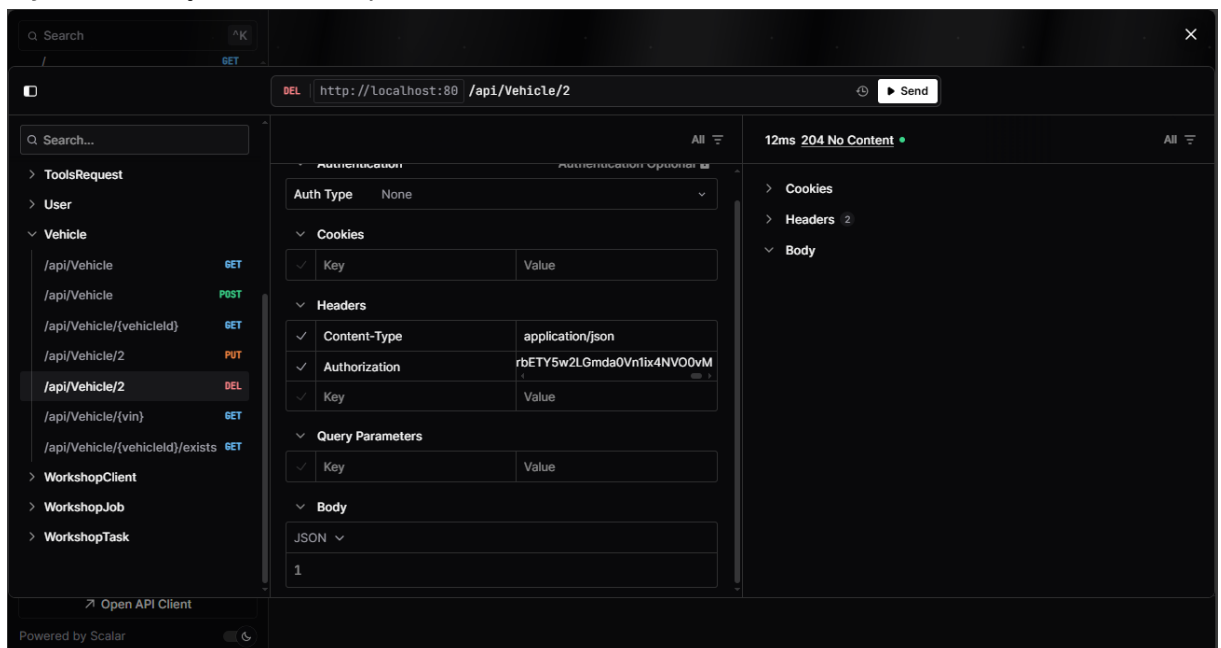 Search ^K
/ GET
DEL http://localhost:80 /api/Vehicle/2 Send
Search...
All
12ms 204 No Content
All
ToolsRequest
User
Vehicle
/api/Vehicle GET
/api/Vehicle POST
/api/Vehicle/{vehicleId} GET
/api/Vehicle/2 PUT
/api/Vehicle/2 DEL
/api/Vehicle/{vin} GET
/api/Vehicle/{vehicleId}/exists GET
WorkshopClient
WorkshopJob
WorkshopTask
Authentication Authentication Optional
Auth Type None
Cookies
Key Value
Headers
Content-Type application/json
Authorization rbETY5w2LGmda0Vn1ix4NVO0vM
Key Value
Query Parameters
Key Value
Body
JSON
1
Cookies
Headers 2
Body
Open API Client
Powered by Scalar